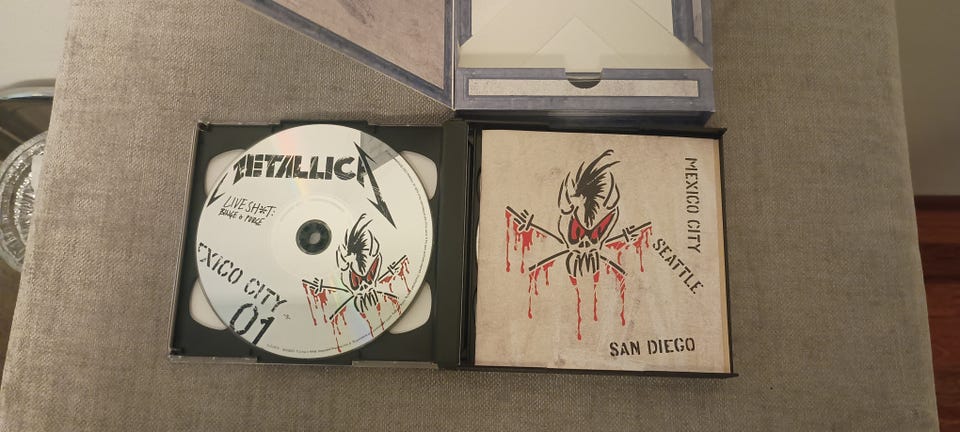 METALLICA
LIVE SH*T:
BINGE & PURGE
EXICO CITY
01
MEXICO CITY
SEATTLE
SAN DIEGO